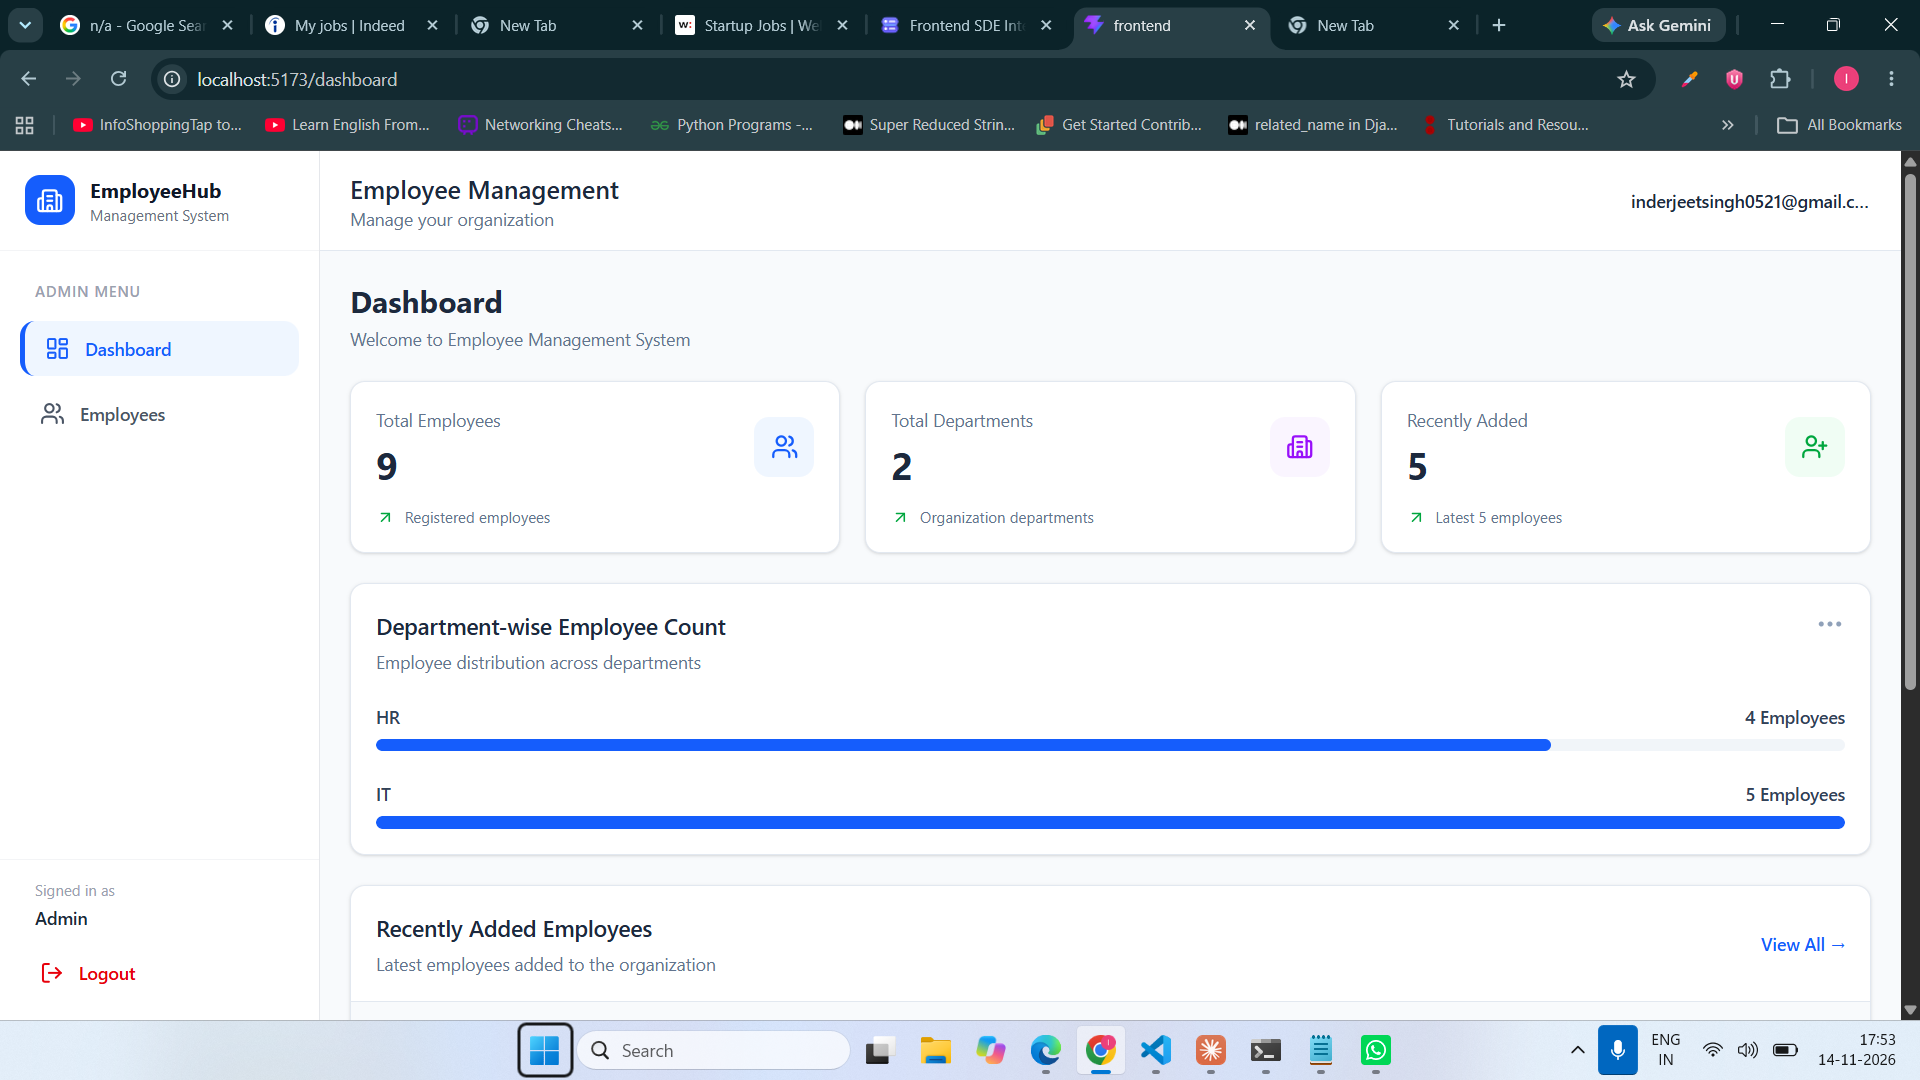 n/a - Google Sear
My jobs | Indeed
New Tab
Startup Jobs | We
Frontend SDE Int
frontend
New Tab
Ask Gemini
localhost:5173/dashboard
InfoShoppingTap to...
Learn English From...
Networking Cheats...
Python Programs -...
Super Reduced Strin...
Get Started Contrib...
related_name in Dja...
Tutorials and Resou...
All Bookmarks
EmployeeHub
Management System
ADMIN MENU
Dashboard
Employees
Signed in as
Admin
Logout
Employee Management
Manage your organization
inderjeetsingh0521@gmail.c...
Dashboard
Welcome to Employee Management System
Total Employees
9
Registered employees
Total Departments
2
Organization departments
Recently Added
5
Latest 5 employees
Department-wise Employee Count
Employee distribution across departments
HR
4 Employees
IT
5 Employees
Recently Added Employees
Latest employees added to the organization
View All →
Search
ENG
IN
17:53
14-11-2026